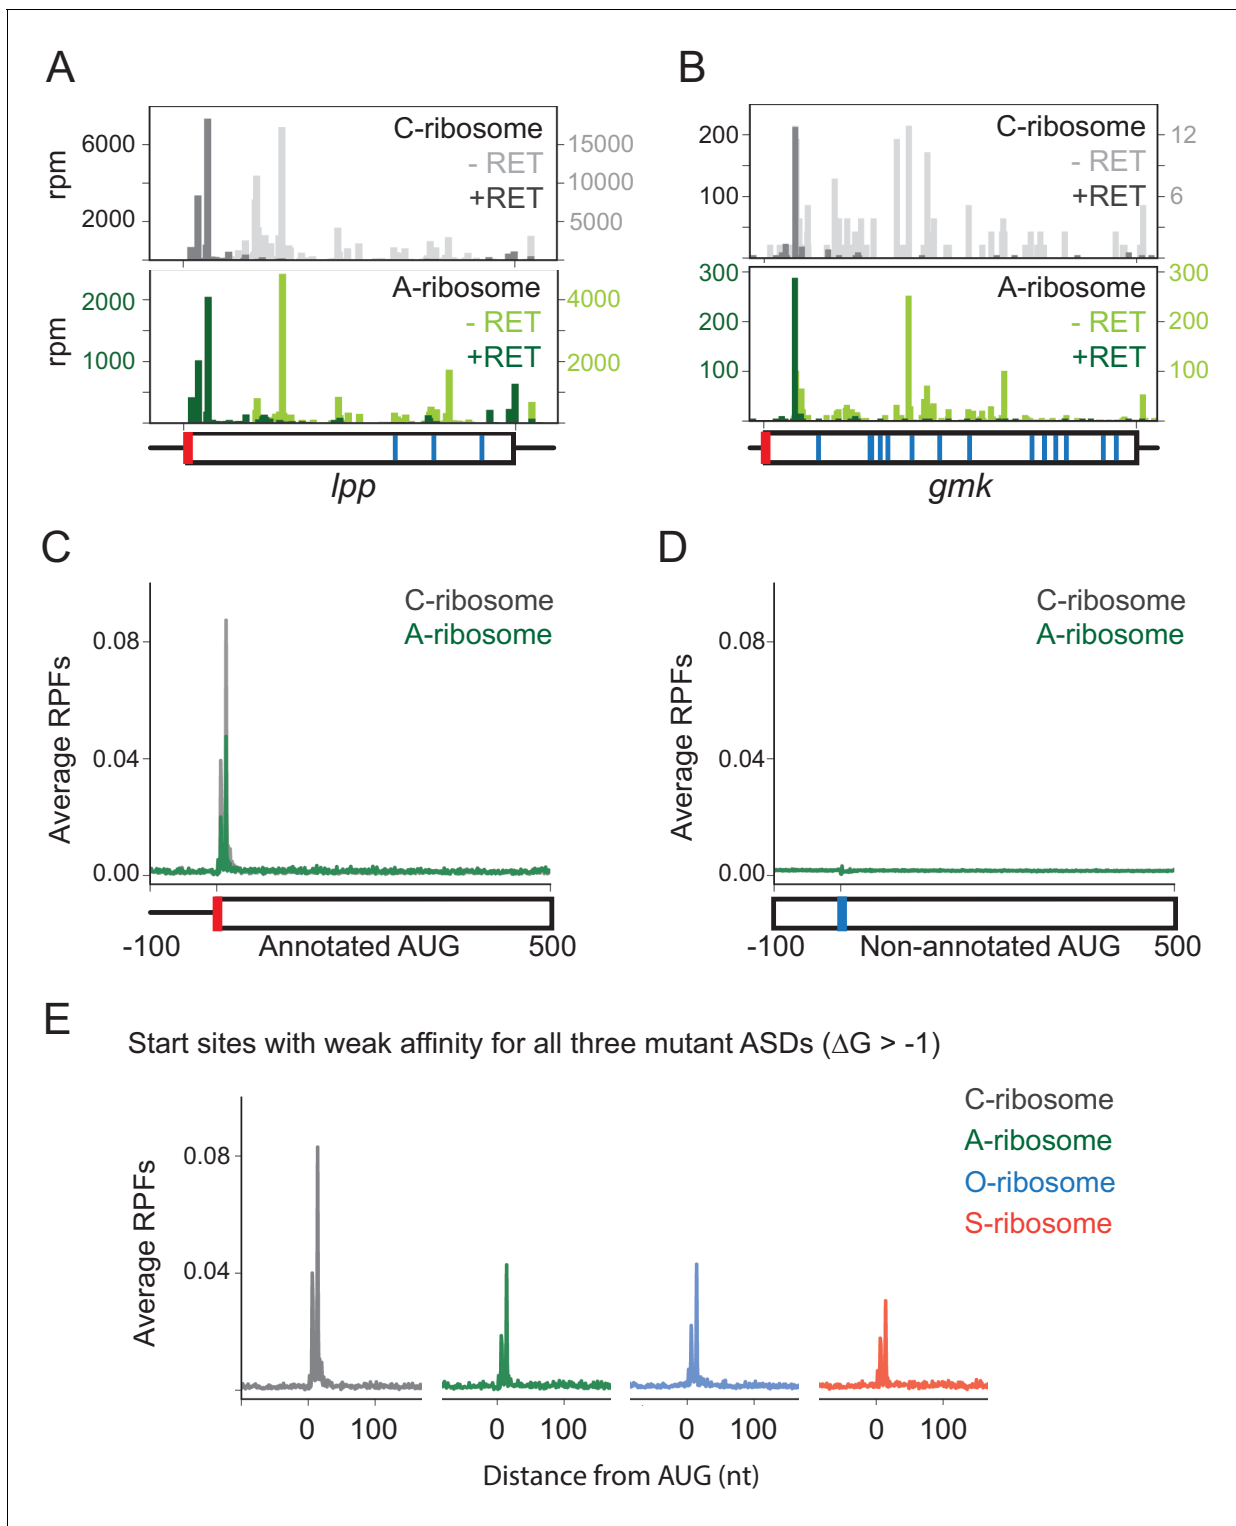 A
B
rpm
6000
2000
C-ribosome
- RET
+RET
15000
10000
5000
200
100
C-ribosome
- RET
+RET
12
6
rpm
2000
1000
A-ribosome
- RET
+RET
4000
2000
300
200
100
A-ribosome
- RET
+RET
300
200
100
lpp
gmk
C
D
Average RPFs
0.08
0.04
0.00
C-ribosome
A-ribosome
-100 Annotated AUG 500
Average RPFs
0.08
0.04
0.00
C-ribosome
A-ribosome
-100 Non-annotated AUG 500
E
Start sites with weak affinity for all three mutant ASDs (ΔG > -1)
Average RPFs
0.08
0.04
C-ribosome
A-ribosome
O-ribosome
S-ribosome
0 100 0 100 0 100 0 100
Distance from AUG (nt)